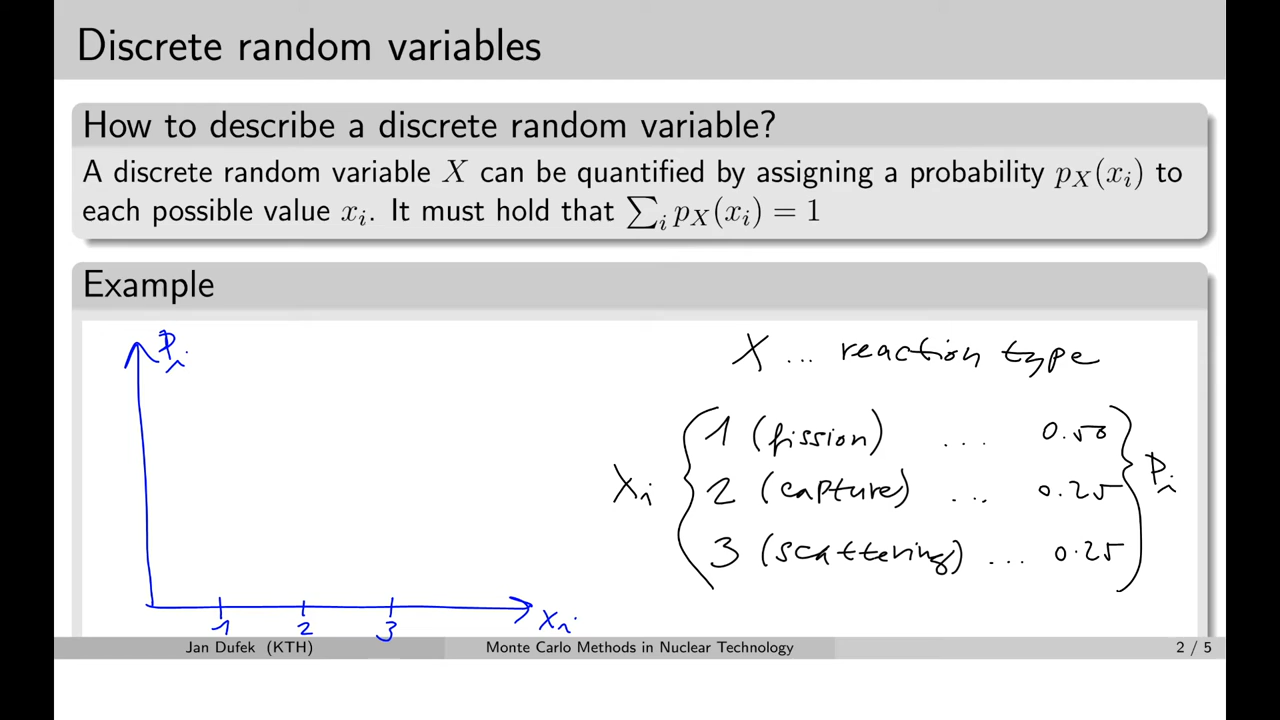 Discrete random variables
How to describe a discrete random variable?
A discrete random variable X can be quantified by assigning a probability p_X(x_i) to
each possible value x_i. It must hold that ∑_i p_X(x_i) = 1
Example
P_i
X ... reaction type
1 (fission) ... 0.50
X_i 2 (capture) ... 0.25 P_i
3 (scattering) ... 0.25
1 2 3 X_i
Jan Dufek (KTH) Monte Carlo Methods in Nuclear Technology 2 / 5